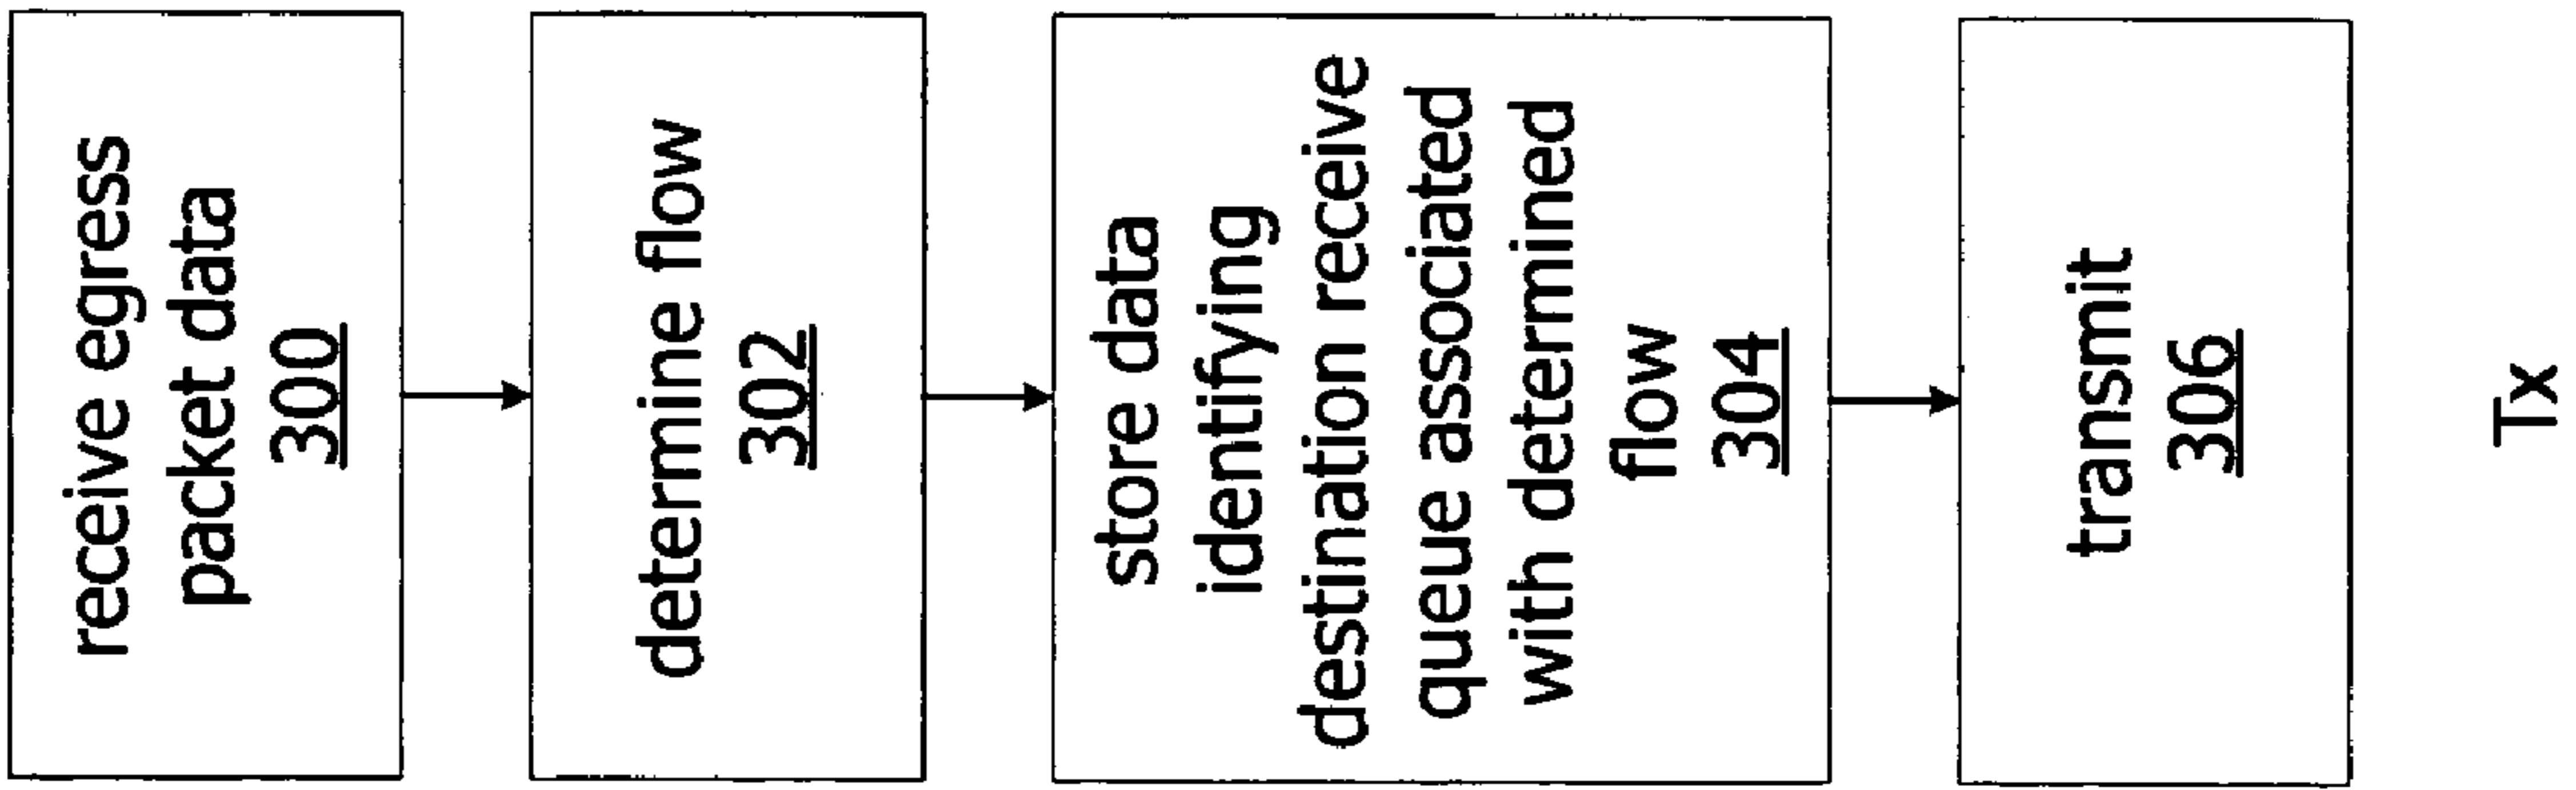 receive egress
packet data
300
determine flow
302
store data
identifying
destination receive
queue associated
with determined
flow
304
transmit
306
Tx